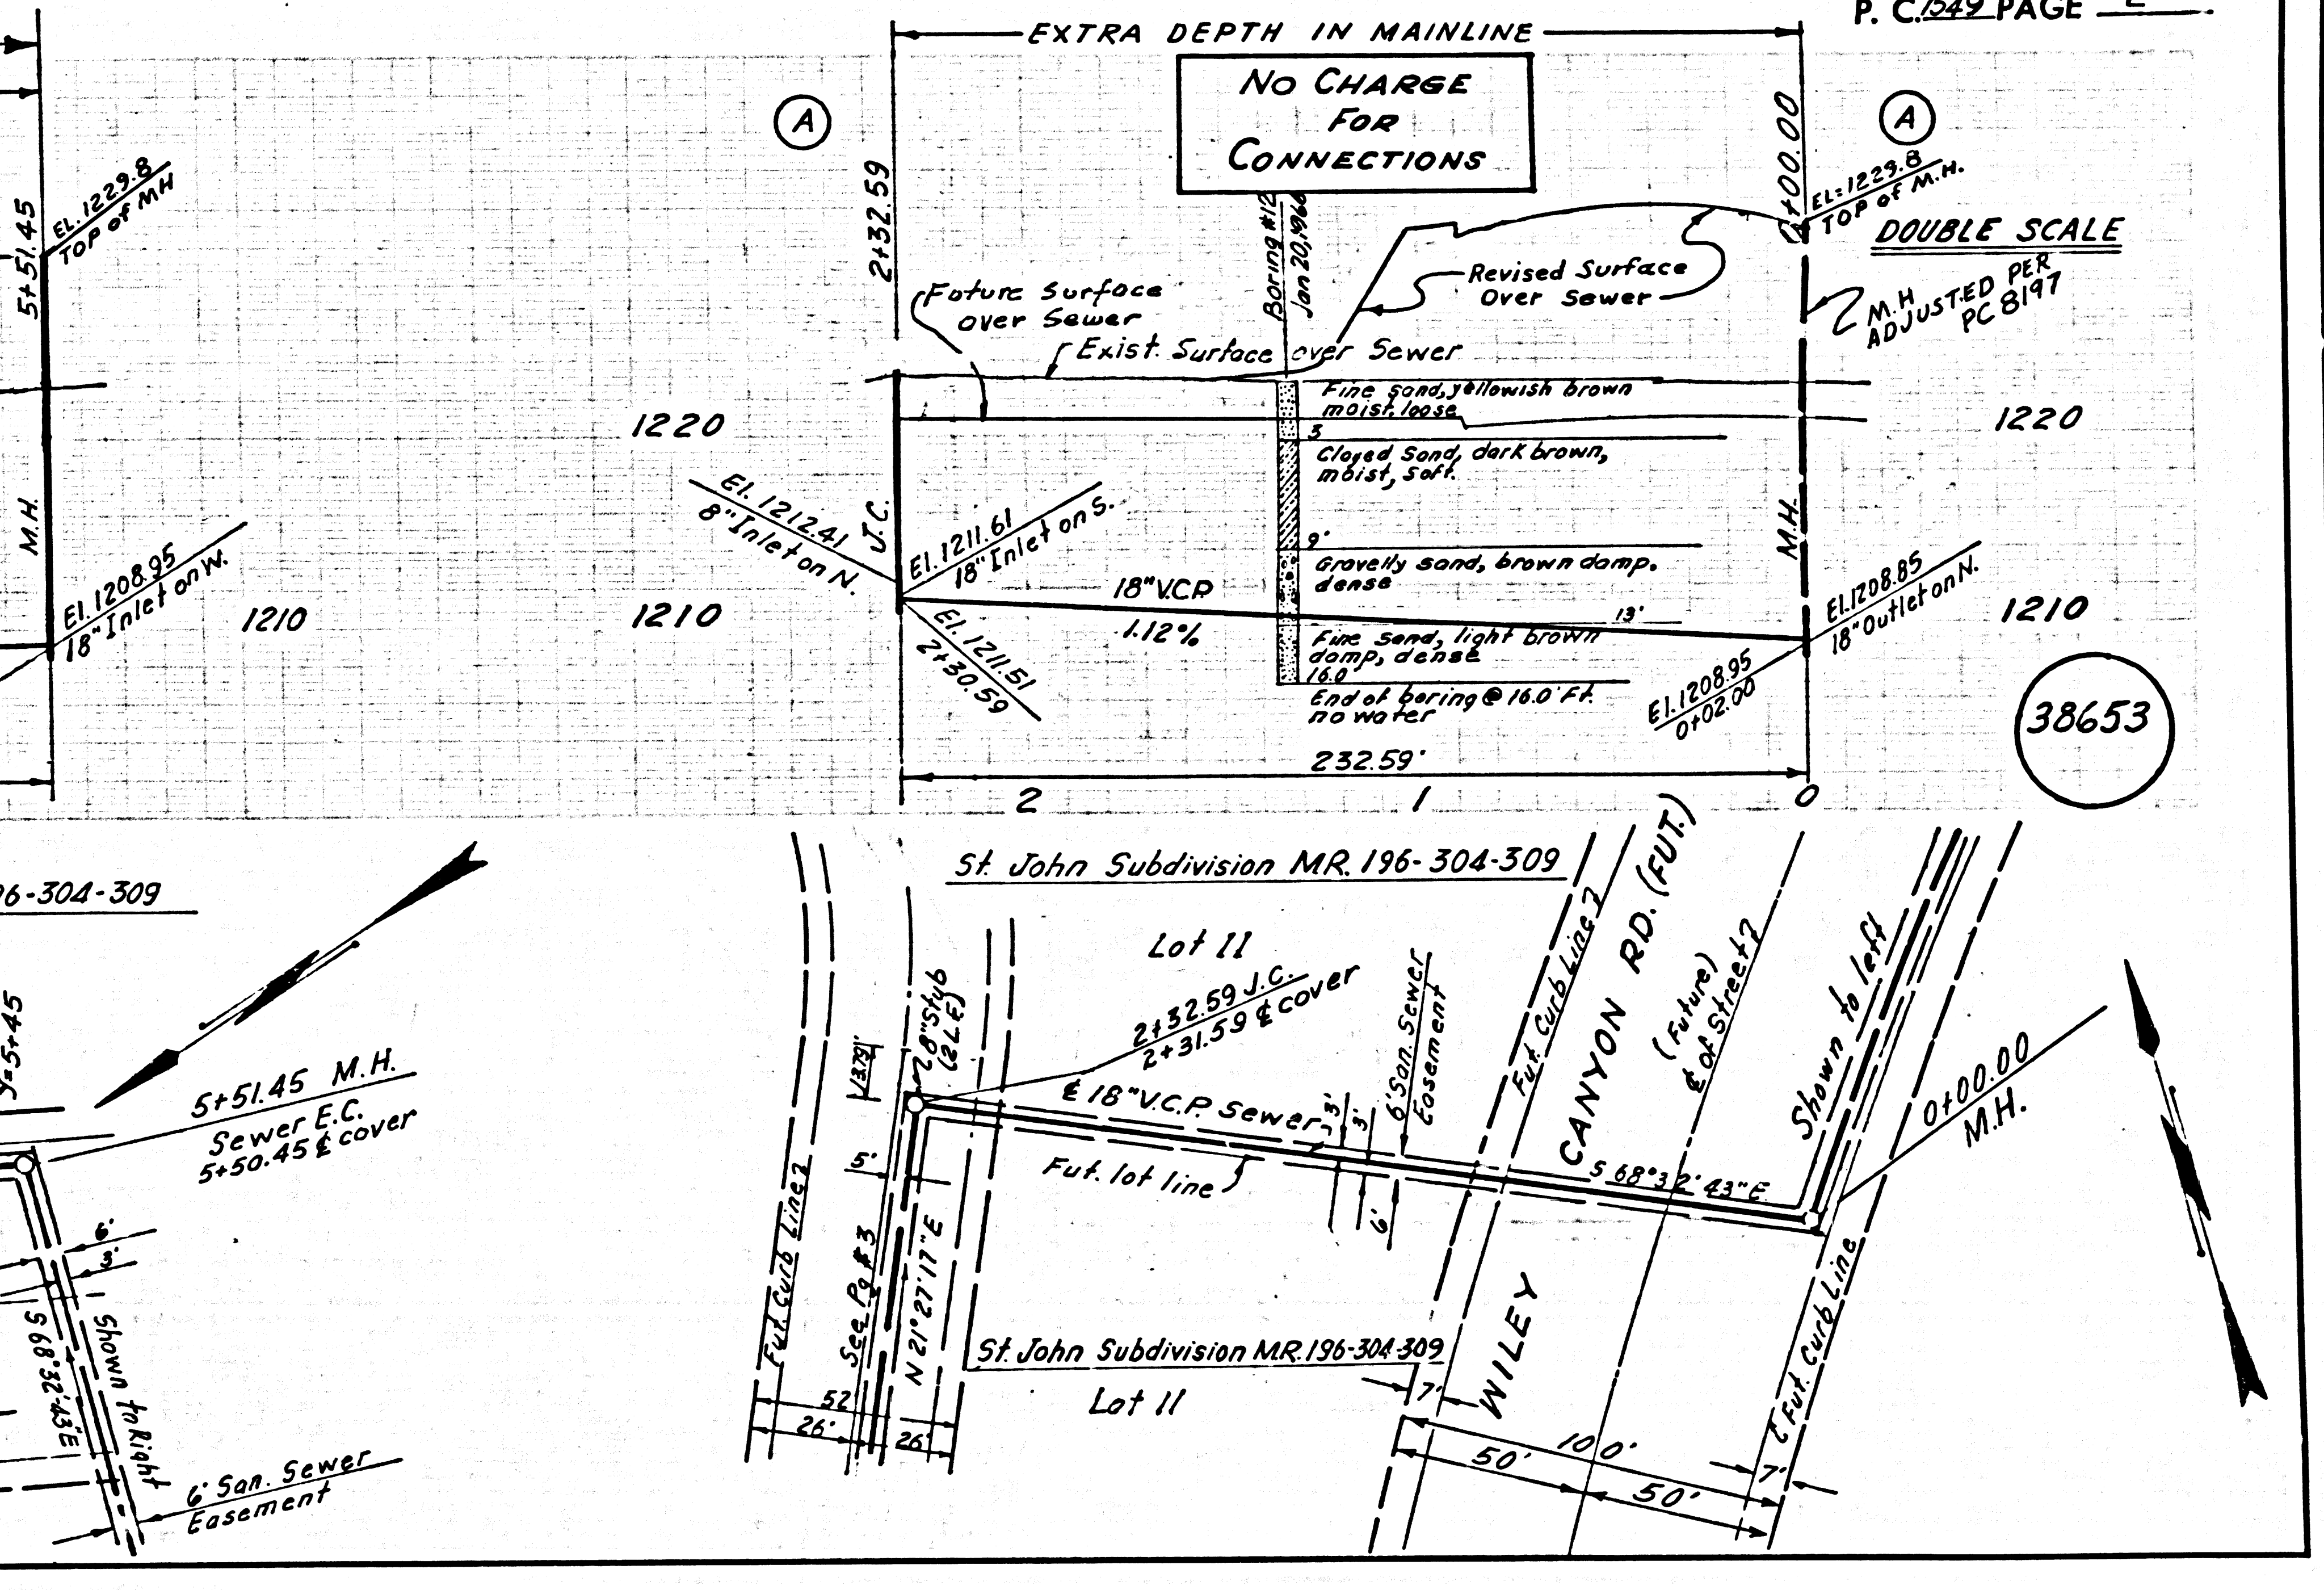 P. C. 1549 PAGE 2
EXTRA DEPTH IN MAINLINE
NO CHARGE
FOR
CONNECTIONS
A
A
5+51.45
EL. 1229.8
TOP of MH
2+32.59
Boring #12
Jan 20, 1966
0+00.00
EL=1229.8
TOP of M.H.
DOUBLE SCALE
M.H
ADJUSTED PER
PC 8197
Future Surface
over Sewer
Revised Surface
Over Sewer
Exist. Surface over Sewer
Fine sand, yellowish brown
moist, loose
3
Clayed Sand, dark brown,
moist, soft.
9'
Gravelly sand, brown damp.
dense
13'
Fine sand, light brown
damp, dense
16.0'
End of boring @ 16.0' Ft.
no water
1220
1220
M.H.
El. 1208.95
18" Inlet on W.
1210
1210
El. 1212.41
8" Inlet on N.
J.C.
El. 1211.61
18" Inlet on S.
18" V.C.P.
1.12%
El. 1211.51
2+30.59
M.H.
El. 1208.85
18" Outlet on N.
1210
El. 1208.95
0+02.00
38653
232.59'
2
1
0
96-304-309
St. John Subdivision MR. 196-304-309
Lot 11
2+32.59 J.C.
2+31.59 ℄ cover
8" Stub
(2LF)
13.79'
5'
℄ 18" V.C.P. Sewer
3'
3'
6' San. Sewer
Easement
6'
Fut. lot line
Fut. Curb Line
CANYON RD. (FUT.)
(Future)
℄ of Street
Shown to left
0+00.00
M.H.
S 68°32'43"E
Fut. Curb Line
See Pg #3
N 21°27'17"E
St. John Subdivision MR. 196-304-309
Lot 11
WILEY
Fut. Curb Line
52
26'
26'
7'
100'
50'
50'
7'
5+45
5+51.45 M.H.
Sewer E.C.
5+50.45 ℄ cover
6'
3'
S 68°32'43"E
Shown to Right
6' San. Sewer
Easement